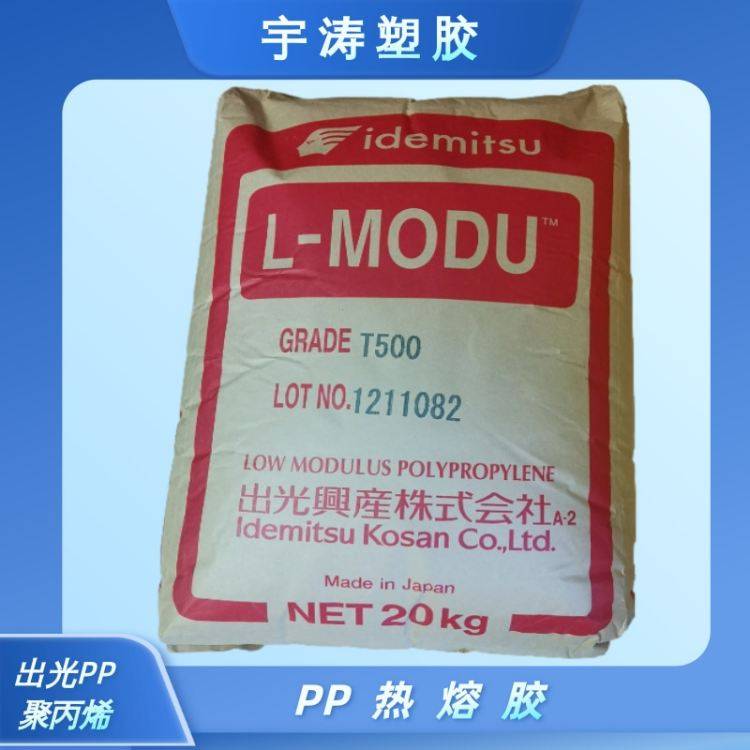 宇涛塑胶
idemitsu
L-MODU™
GRADE T500
LOT NO.1211082
LOW MODULUS POLYPROPYLENE
出光興産株式会社A-2
Idemitsu Kosan Co.,Ltd.
Made in Japan
NET 20kg
出光PP
聚丙烯
PP热熔胶